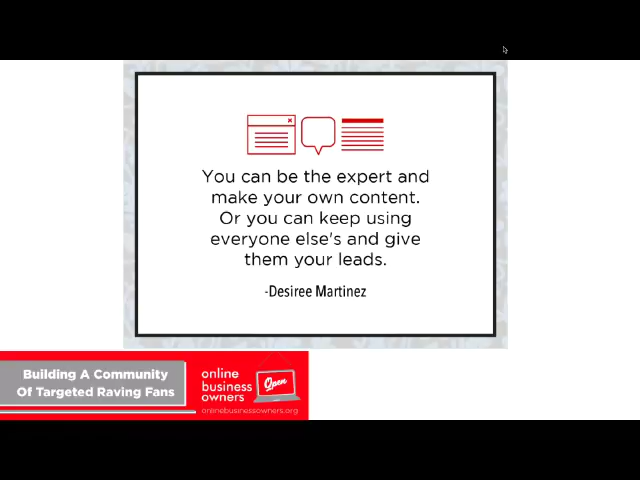 You can be the expert and
make your own content.
Or you can keep using
everyone else's and give
them your leads.
-Desiree Martinez
Building A Community
Of Targeted Raving Fans
online
business
owners
Open
onlinebusinessowners.org